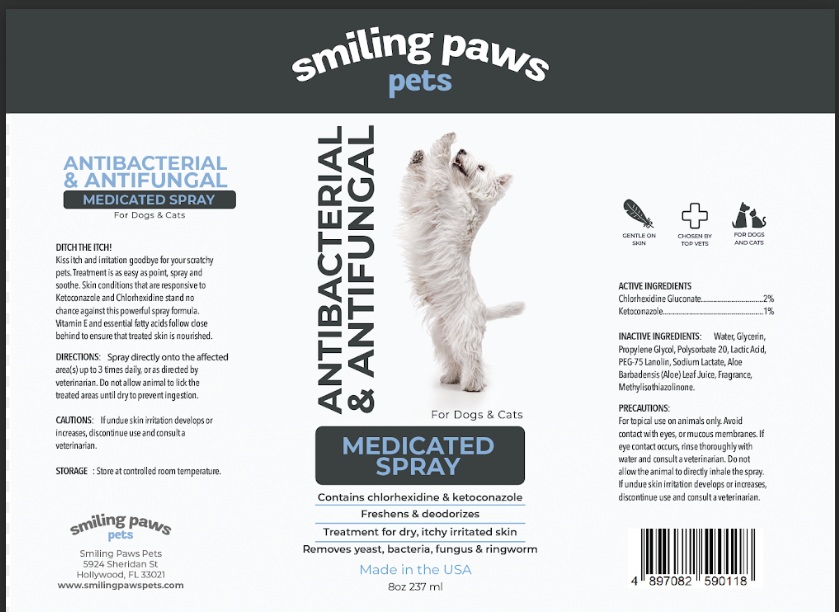 smiling paws
pets
ANTIBACTERIAL
& ANTIFUNGAL
MEDICATED SPRAY
For Dogs & Cats
DITCH THE ITCH!
Kiss itch and irritation goodbye for your scratchy
pets. Treatment is as easy as point, spray and
soothe. Skin conditions that are responsive to
Ketoconazole and Chlorhexidine stand no
chance against this powerful spray formula.
Vitamin E and essential fatty acids follow close
behind to ensure that treated skin is nourished.
DIRECTIONS: Spray directly onto the affected
area(s) up to 3 times daily, or as directed by
veterinarian. Do not allow animal to lick the
treated areas until dry to prevent ingestion.
CAUTIONS: If undue skin irritation develops or
increases, discontinue use and consult a
veterinarian.
STORAGE : Store at controlled room temperature.
smiling paws
pets
Smiling Paws Pets
5924 Sheridan St
Hollywood, FL 33021
www.smilingpawspets.com
ANTIBACTERIAL
& ANTIFUNGAL
For Dogs & Cats
MEDICATED
SPRAY
Contains chlorhexidine & ketoconazole
Freshens & deodorizes
Treatment for dry, itchy irritated skin
Removes yeast, bacteria, fungus & ringworm
Made in the USA
8oz 237 ml
GENTLE ON
SKIN
CHOSEN BY
TOP VETS
FOR DOGS
AND CATS
ACTIVE INGREDIENTS
Chlorhexidine Gluconate........................2%
Ketoconazole.......................................1%
INACTIVE INGREDIENTS: Water, Glycerin,
Propylene Glycol, Polysorbate 20, Lactic Acid,
PEG-75 Lanolin, Sodium Lactate, Aloe
Barbadensis (Aloe) Leaf Juice, Fragrance,
Methylisothiazolinone.
PRECAUTIONS:
For topical use on animals only. Avoid
contact with eyes, or mucous membranes. If
eye contact occurs, rinse thoroughly with
water and consult a veterinarian. Do not
allow the animal to directly inhale the spray.
If undue skin irritation develops or increases,
discontinue use and consult a veterinarian.
4 897082 590118